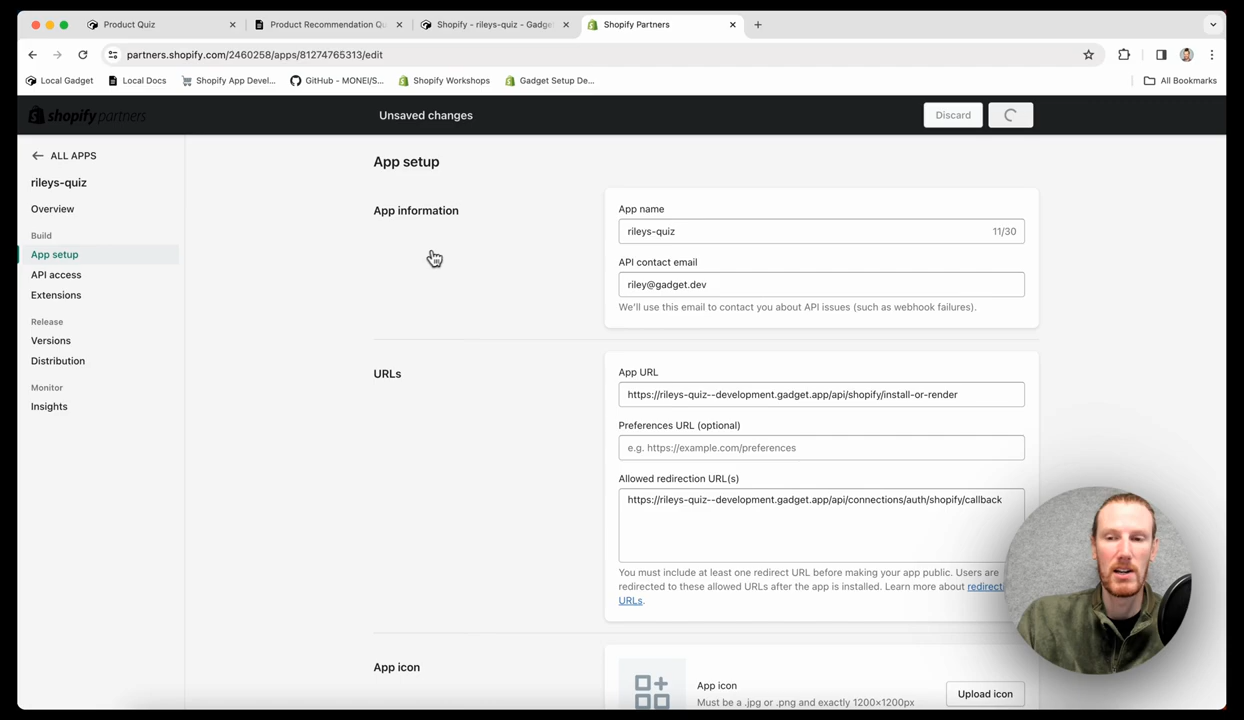 Product Quiz
Product Recommendation Qu
Shopify - rileys-quiz - Gadget
Shopify Partners
partners.shopify.com/2460258/apps/81274765313/edit
Local Gadget
Local Docs
Shopify App Devel...
GitHub - MONEI/S...
Shopify Workshops
Gadget Setup De...
All Bookmarks
shopify partners
Unsaved changes
Discard
ALL APPS
rileys-quiz
Overview
Build
App setup
API access
Extensions
Release
Versions
Distribution
Monitor
Insights
App setup
App information
App name
rileys-quiz
11/30
API contact email
riley@gadget.dev
We'll use this email to contact you about API issues (such as webhook failures).
URLs
App URL
https://rileys-quiz--development.gadget.app/api/shopify/install-or-render
Preferences URL (optional)
e.g. https://example.com/preferences
Allowed redirection URL(s)
https://rileys-quiz--development.gadget.app/api/connections/auth/shopify/callback
You must include at least one redirect URL before making your app public. Users are
redirected to these allowed URLs after the app is installed. Learn more about redirect
URLs.
App icon
App icon
Must be a .jpg or .png and exactly 1200×1200px
Upload icon